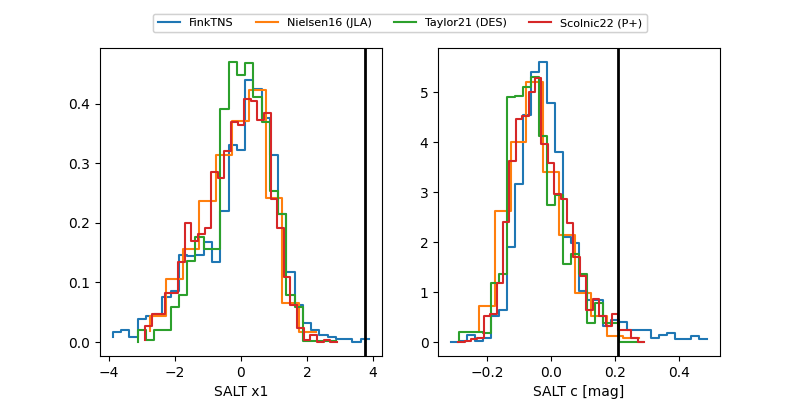 FinkTNS Nielsen16 (JLA) Taylor21 (DES) Scolnic22 (P+)
0.4
0.3
0.2
0.1
0.0
−4 −2 0 2 4
SALT x1
5
4
3
2
1
0
−0.2 0.0 0.2 0.4
SALT c [mag]